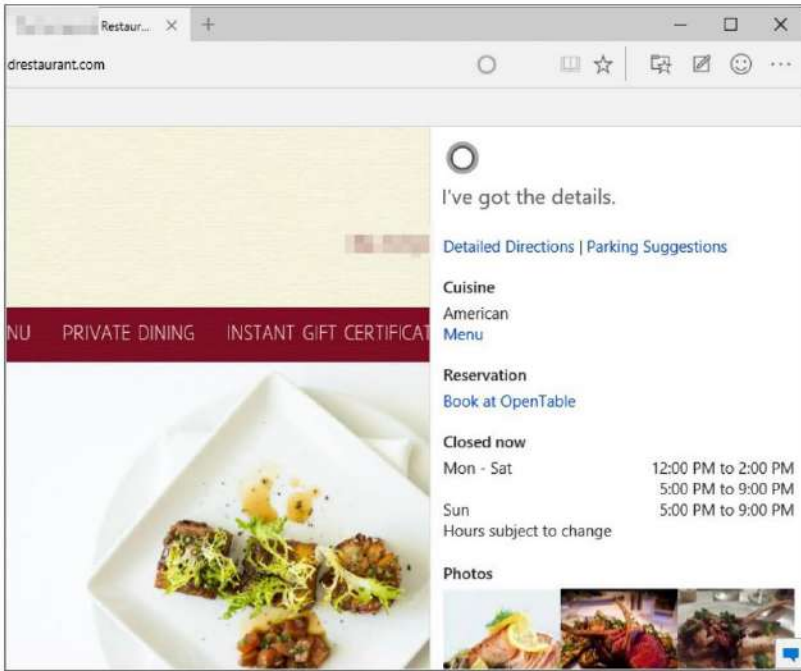 Restaur...
drestaurant.com
I've got the details.
Detailed Directions | Parking Suggestions
Cuisine
American
Menu
Reservation
Book at OpenTable
Closed now
Mon - Sat 12:00 PM to 2:00 PM
5:00 PM to 9:00 PM
Sun 5:00 PM to 9:00 PM
Hours subject to change
Photos
NU PRIVATE DINING INSTANT GIFT CERTIFICAT